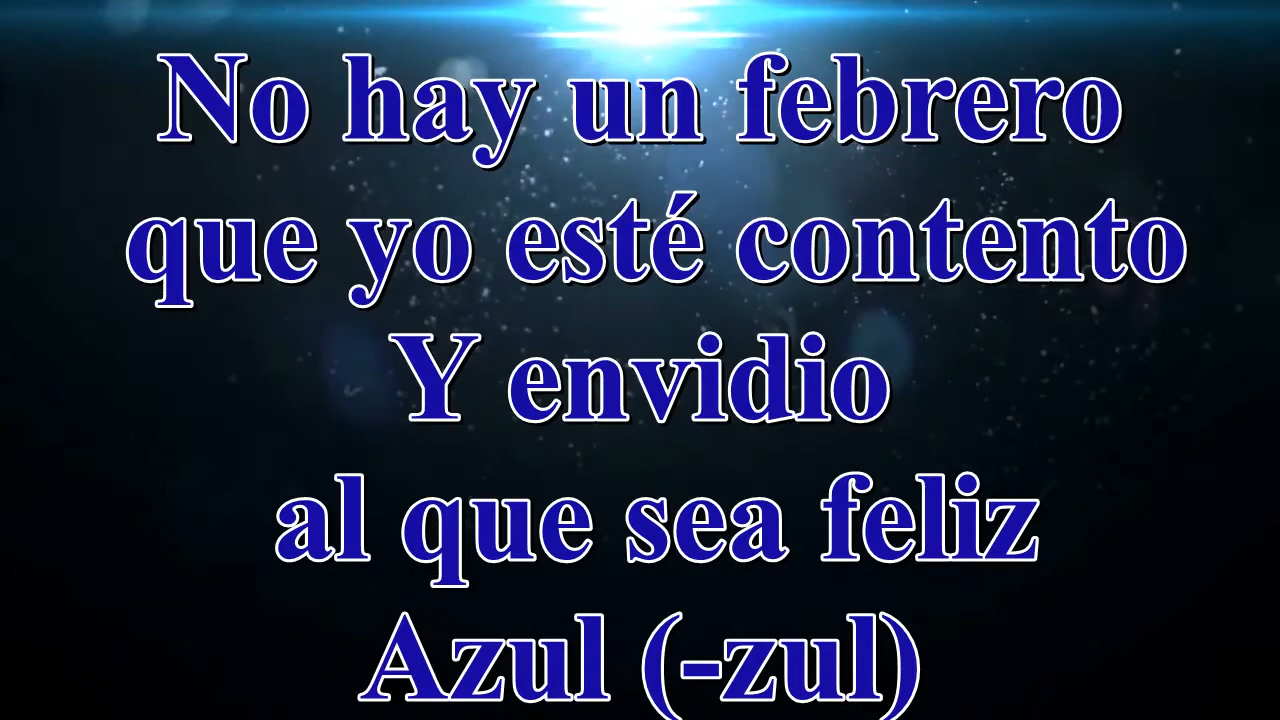 No hay un febrero
que yo esté contento
Y envidio
al que sea feliz
Azul (-zul)